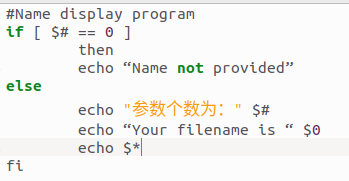 #Name display program
if [ $# == 0 ]
        then
        echo “Name not provided”
else
        echo "参数个数为：" $#
        echo “Your filename is “ $0
        echo $*
fi